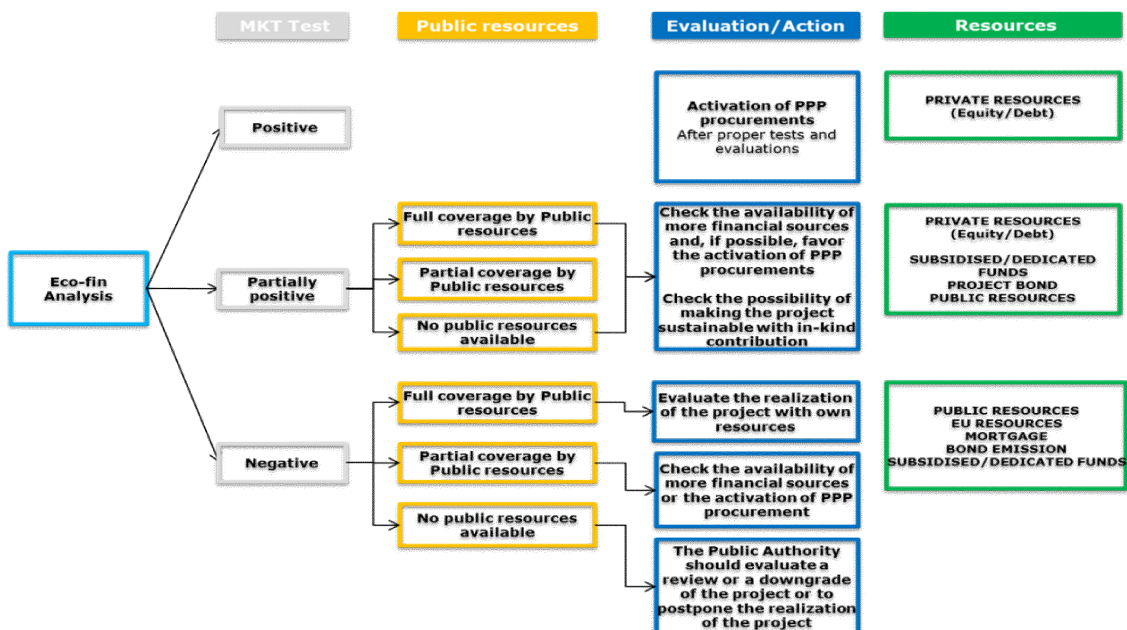 MKT Test
Public resources
Evaluation/Action
Resources
Positive
Activation of PPP
procurements
After proper tests and
evaluations
PRIVATE RESOURCES
(Equity/Debt)
Eco-fin
Analysis
Partially
positive
Full coverage by Public
resources
Partial coverage by
Public resources
No public resources
available
Check the availability of
more financial sources
and, if possible, favor
the activation of PPP
procurements
Check the possibility of
making the project
sustainable with in-kind
contribution
PRIVATE RESOURCES
(Equity/Debt)
SUBSIDISED/DEDICATED
FUNDS
PROJECT BOND
PUBLIC RESOURCES
Negative
Full coverage by Public
resources
Partial coverage by
Public resources
No public resources
available
Evaluate the realization
of the project with own
resources
Check the availability of
more financial sources
or the activation of PPP
procurement
The Public Authority
should evaluate a
review or a downgrade
of the project or to
postpone the realization
of the project
PUBLIC RESOURCES
EU RESOURCES
MORTGAGE
BOND EMISSION
SUBSIDISED/DEDICATED FUNDS